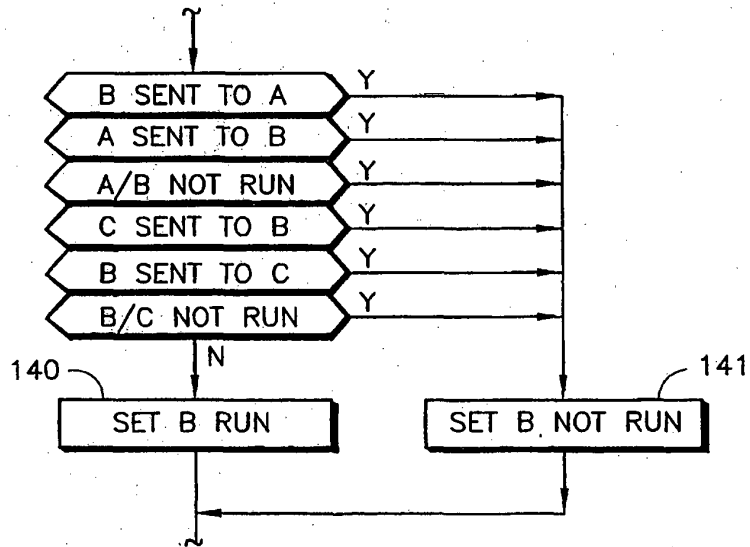 B SENT TO A Y
A SENT TO B Y
A/B NOT RUN Y
C SENT TO B Y
B SENT TO C Y
B/C NOT RUN Y
N
140 141
SET B RUN SET B NOT RUN